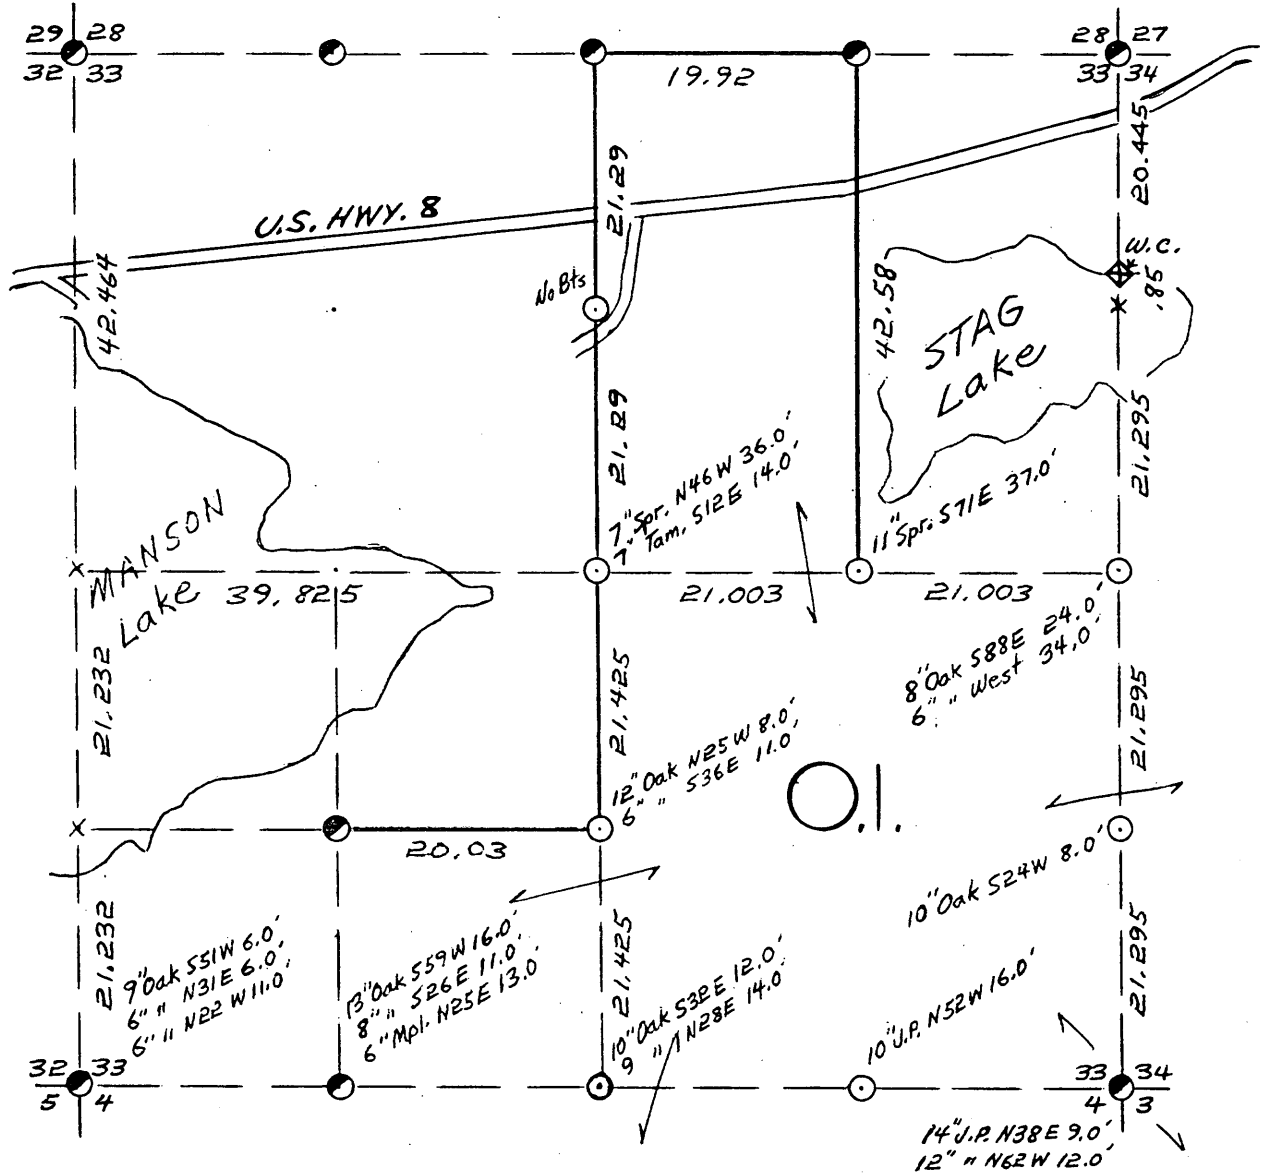 29 28
32 33
28 27
33 34
19.92
20.445
21.29
U.S. HWY. 8
42.464
W.C.
.85
No Bts
42.58
STAG
Lake
21.29
21.295
7" Spr. N46W 36.0'
7" Tam. S12E 14.0'
11" Spr. S71E 37.0'
MANSON
Lake
39.825
21.003
21.003
21.232
21.425
8" Oak S88E 24.0'
6" " West 34.0'
21.295
12" Oak N25W 8.0'
6" " S36E 11.0'
O.I.
20.03
10" Oak S24W 8.0'
21.232
9" Oak S51W 6.0'
6" " N31E 6.0'
6" " N22W 11.0'
13" Oak S59W 16.0'
8" " S26E 11.0'
6" Mpl. N25E 13.0'
21.425
10" Oak S32E 12.0'
9 " N28E 14.0'
10" J.P. N52W 16.0'
21.295
32 33
5 4
33 34
4 3
14" J.P. N38E 9.0'
12" " N62W 12.0'